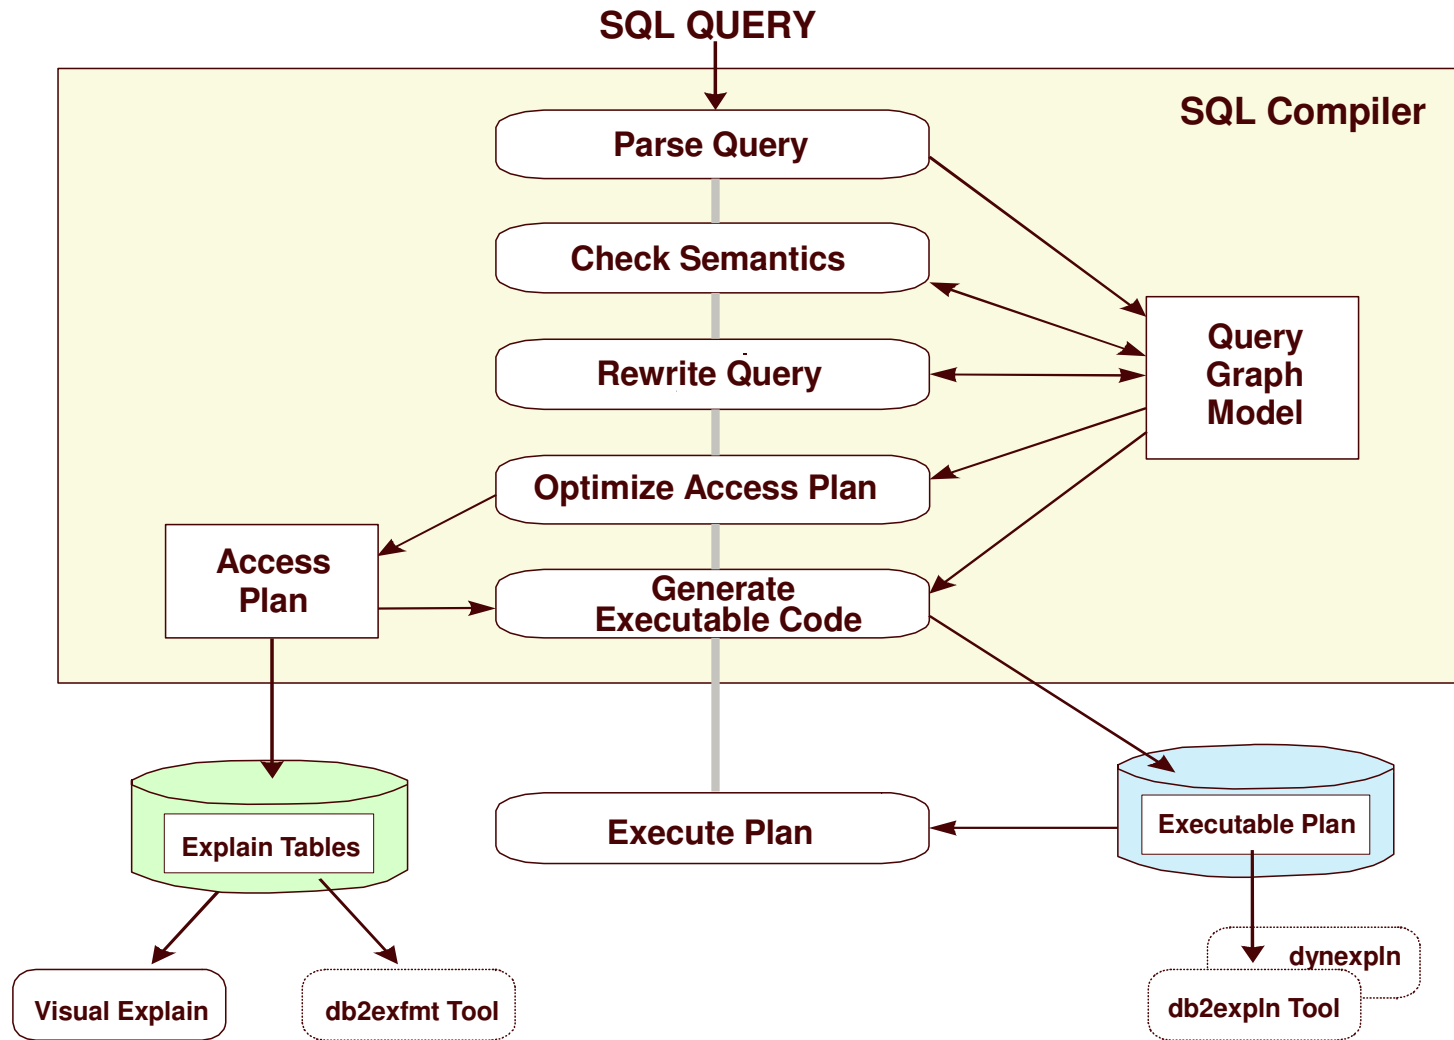 SQL QUERY
SQL Compiler
Parse Query
Check Semantics
Rewrite Query
Query
Graph
Model
Optimize Access Plan
Access
Plan
Generate
Executable Code
Explain Tables
Execute Plan
Executable Plan
Visual Explain
db2exfmt Tool
dynexpln
db2expln Tool